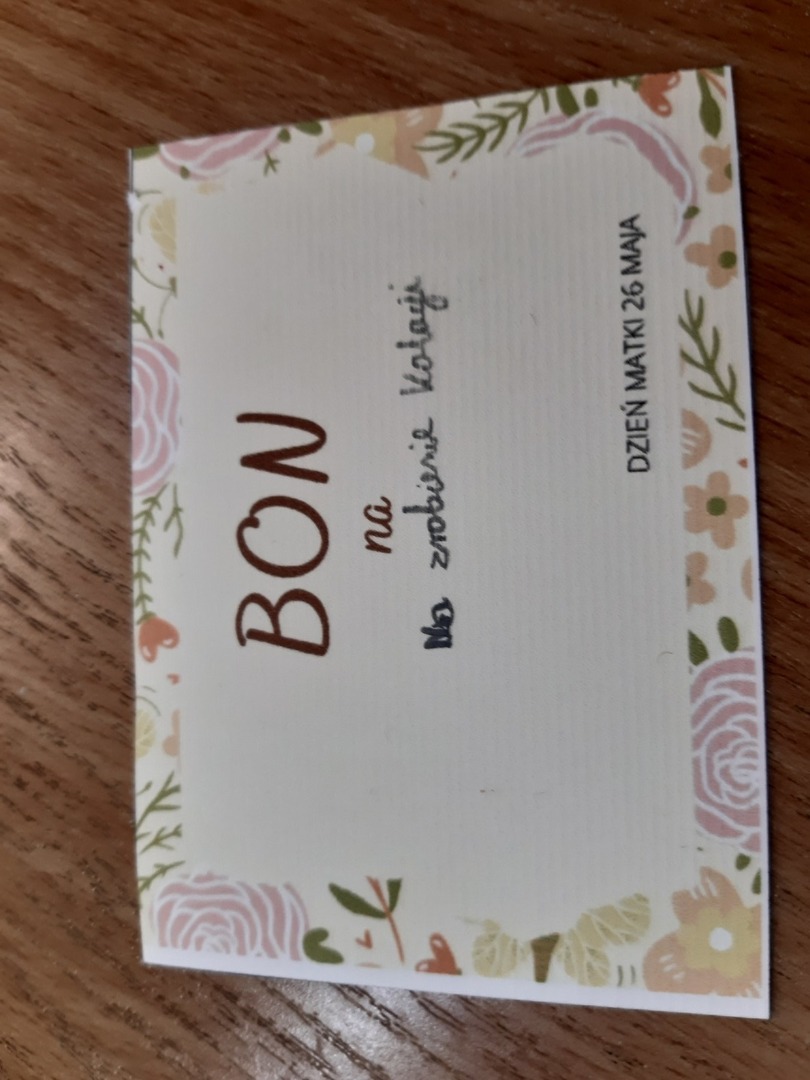 BON
na
zrobienie kolacji
DZIEŃ MATKI 26 MAJA